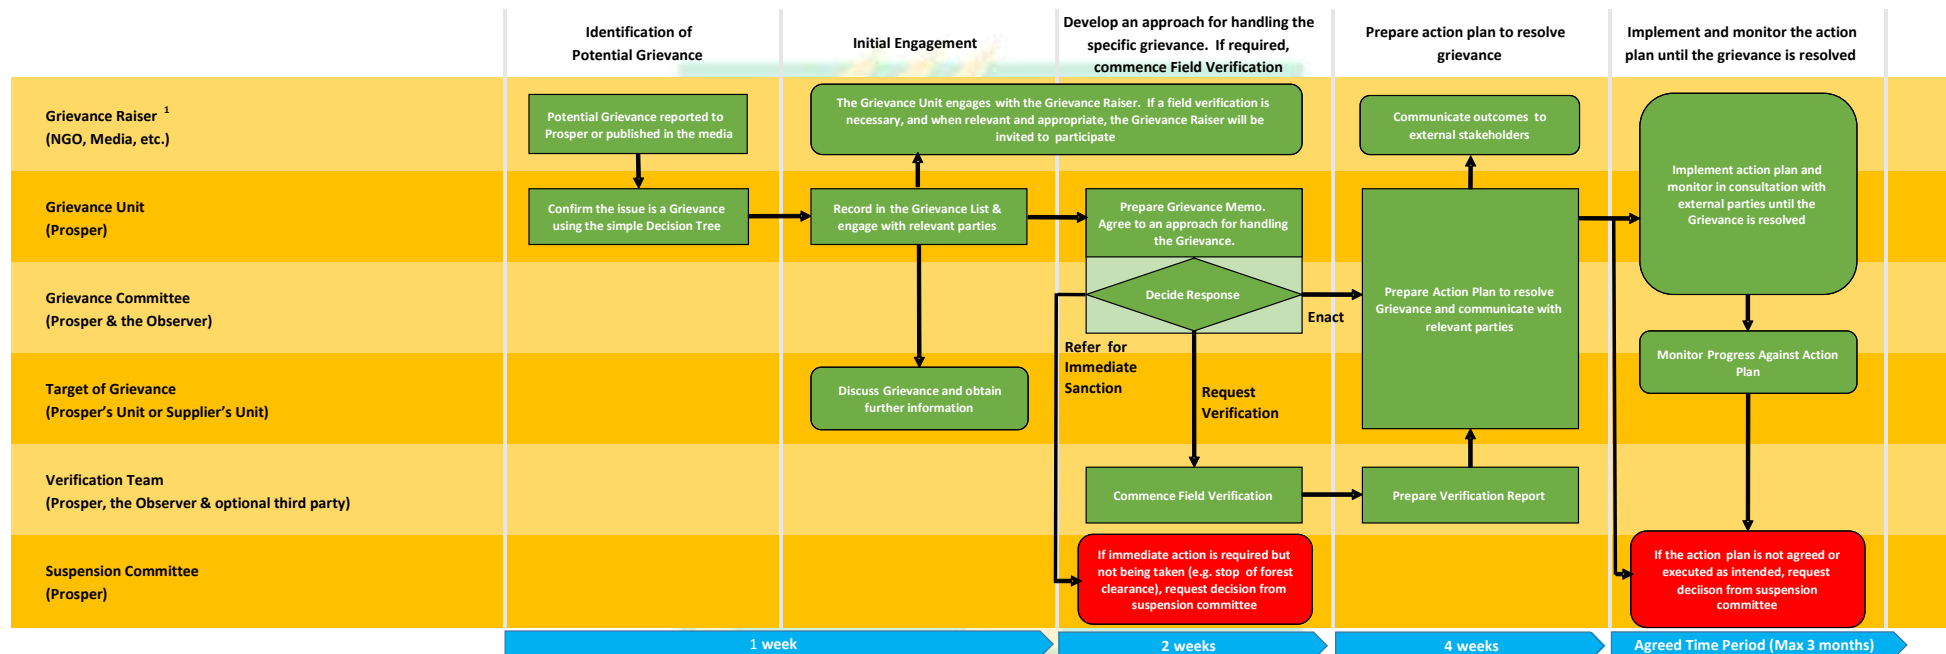 Identification of
Potential Grievance
Initial Engagement
Develop an approach for handling the
specific grievance. If required,
commence Field Verification
Prepare action plan to resolve
grievance
Implement and monitor the action
plan until the grievance is resolved
Grievance Raiser 1
(NGO, Media, etc.)
Potential Grievance reported to
Prosper or published in the media
The Grievance Unit engages with the Grievance Raiser. If a field verification is
necessary, and when relevant and appropriate, the Grievance Raiser will be
invited to participate
Communicate outcomes to
external stakeholders
Implement action plan and
monitor in consultation with
external parties until the
Grievance is resolved
Grievance Unit
(Prosper)
Confirm the issue is a Grievance
using the simple Decision Tree
Record in the Grievance List &
engage with relevant parties
Prepare Grievance Memo.
Agree to an approach for handling
the Grievance.
Grievance Committee
(Prosper & the Observer)
Decide Response
Enact
Prepare Action Plan to resolve
Grievance and communicate with
relevant parties
Refer for
Immediate
Sanction
Request
Verification
Monitor Progress Against Action
Plan
Target of Grievance
(Prosper's Unit or Supplier's Unit)
Discuss Grievance and obtain
further information
Verification Team
(Prosper, the Observer & optional third party)
Commence Field Verification
Prepare Verification Report
Suspension Committee
(Prosper)
If immediate action is required but
not being taken (e.g. stop of forest
clearance), request decision from
suspension committee
If the action plan is not agreed or
executed as intended, request
deciison from suspension
committee
1 week
2 weeks
4 weeks
Agreed Time Period (Max 3 months)